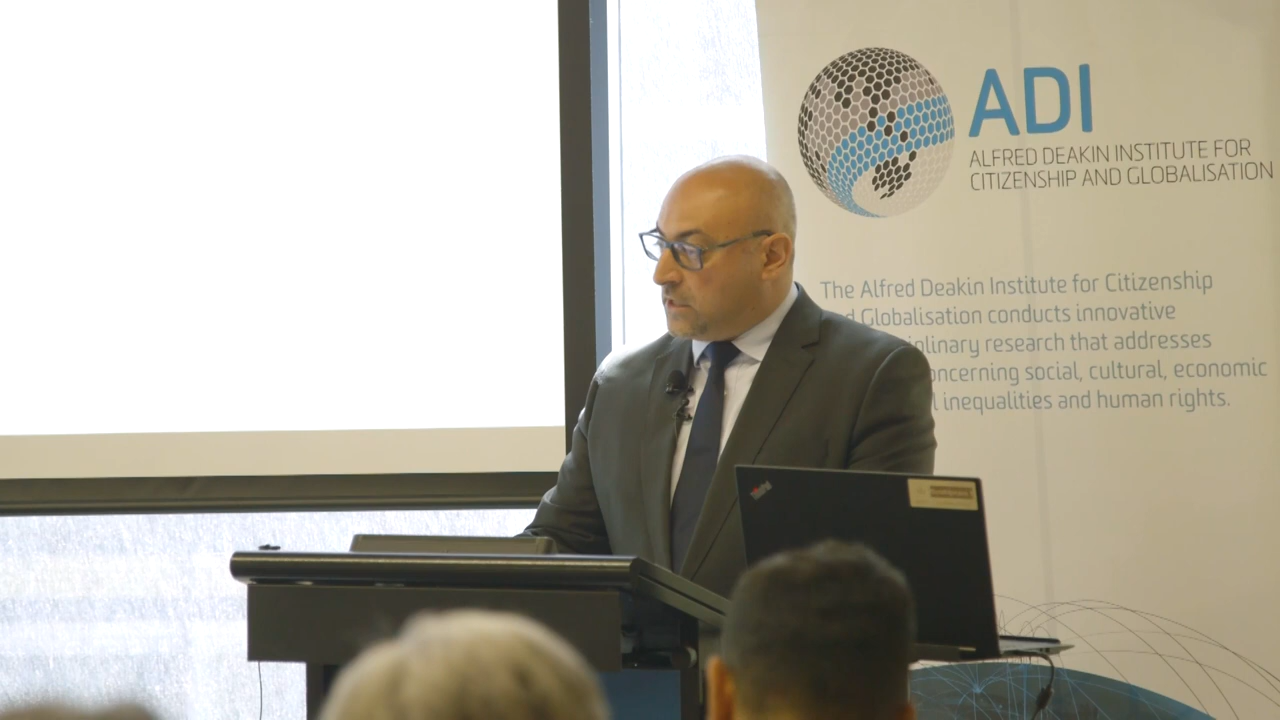 ADI
ALFRED DEAKIN INSTITUTE FOR
CITIZENSHIP AND GLOBALISATION
The Alfred Deakin Institute for Citizenship
Globalisation conducts innovative
research that addresses
social, cultural, economic
inequalities and human rights.
ThinkPad